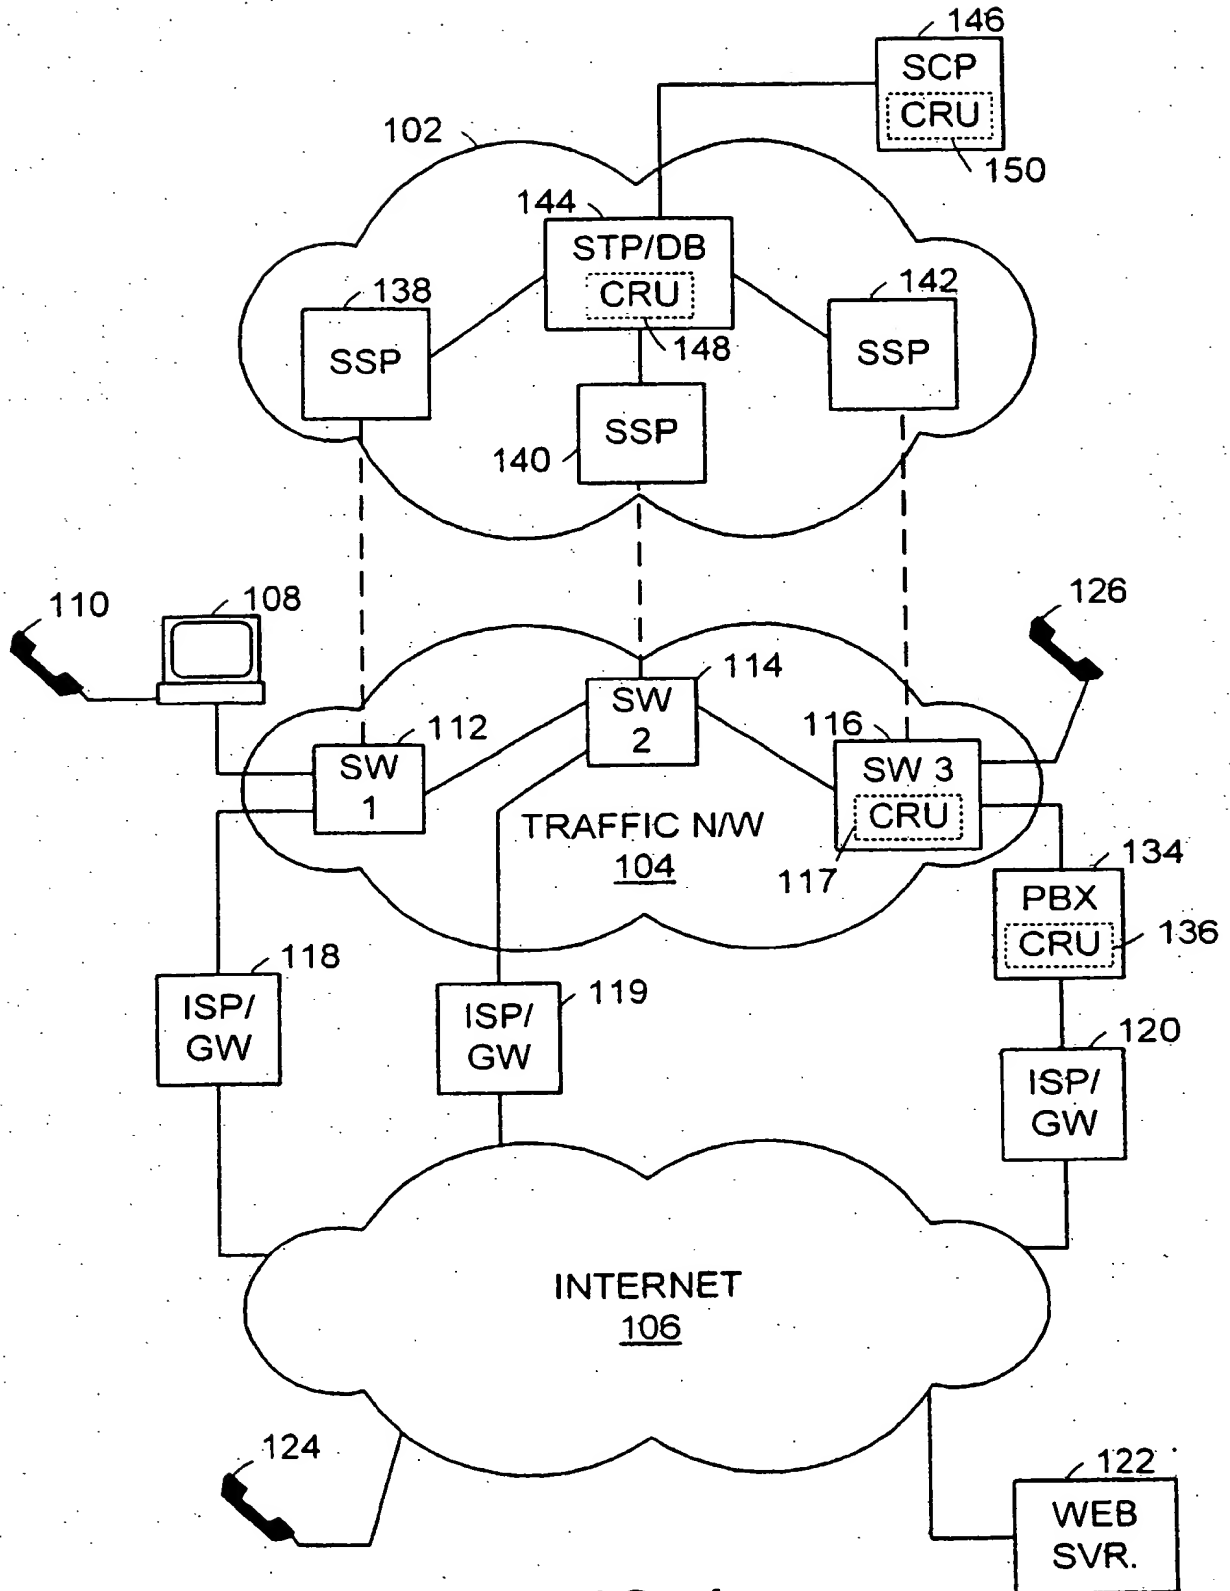 146
SCP
CRU
150
102
144
STP/DB
CRU
148
138
SSP
142
SSP
140
SSP
110
108
126
114
SW
2
112
SW
1
116
SW 3
CRU
117
TRAFFIC N/W
104
134
PBX
CRU
136
118
ISP/
GW
119
ISP/
GW
120
ISP/
GW
INTERNET
106
124
122
WEB
SVR.